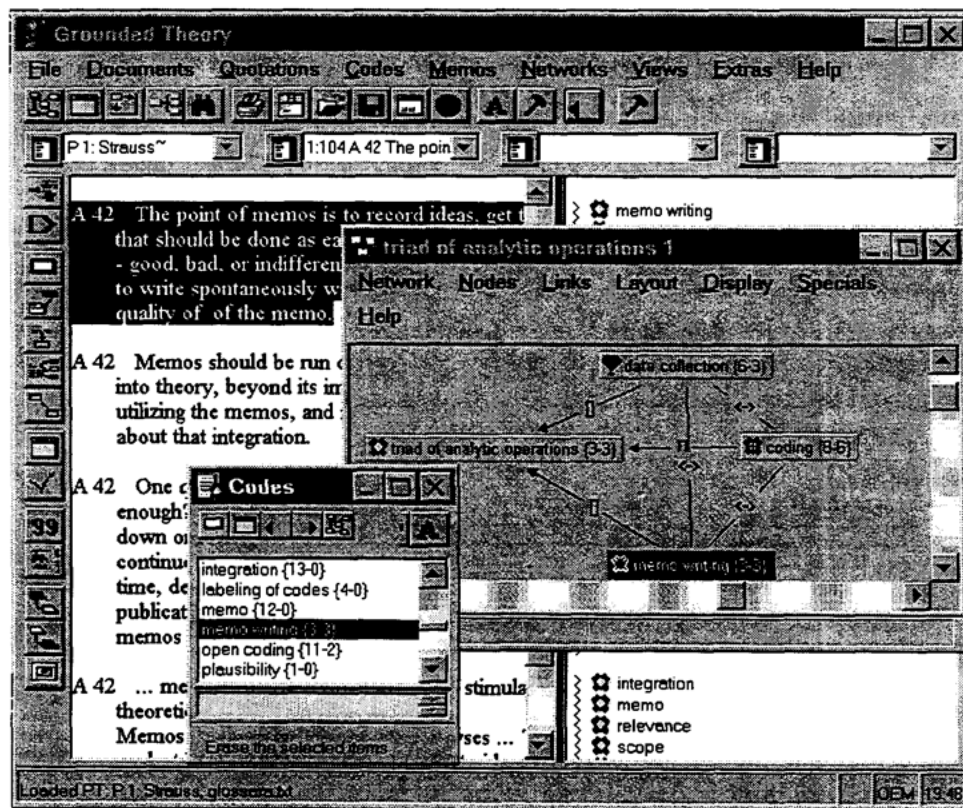 Grounded Theory
File Documents Quotations Codes Memos Networks Views Extras Help
P 1: Strauss~ 1:104 A 42 The poin
A 42 The point of memos is to record ideas, get t
that should be done as ea
- good, bad, or indifferen
to write spontaneously w
quality of of the memo.
A 42 Memos should be run
into theory, beyond its im
utilizing the memos, and
about that integration.
A 42 One
enough?
down or
continue
time, de
publicat
memos
A 42 ... me
theoreti
Memos
stimula
ses ...
memo writing
triad of analytic operations 1
Network Nodes Links Layout Display Specials
Help
data collection {6-3}
triad of analytic operations {3-3}
coding {8-6}
memo writing {3-3}
Codes
integration {13-0}
labeling of codes {4-0}
memo {12-0}
memo writing {3-3}
open coding {11-2}
plausibility {1-0}
Erase the selected items
integration
memo
relevance
scope
Loaded PT: P 1: Strauss, glossara.txt OEM 19:48